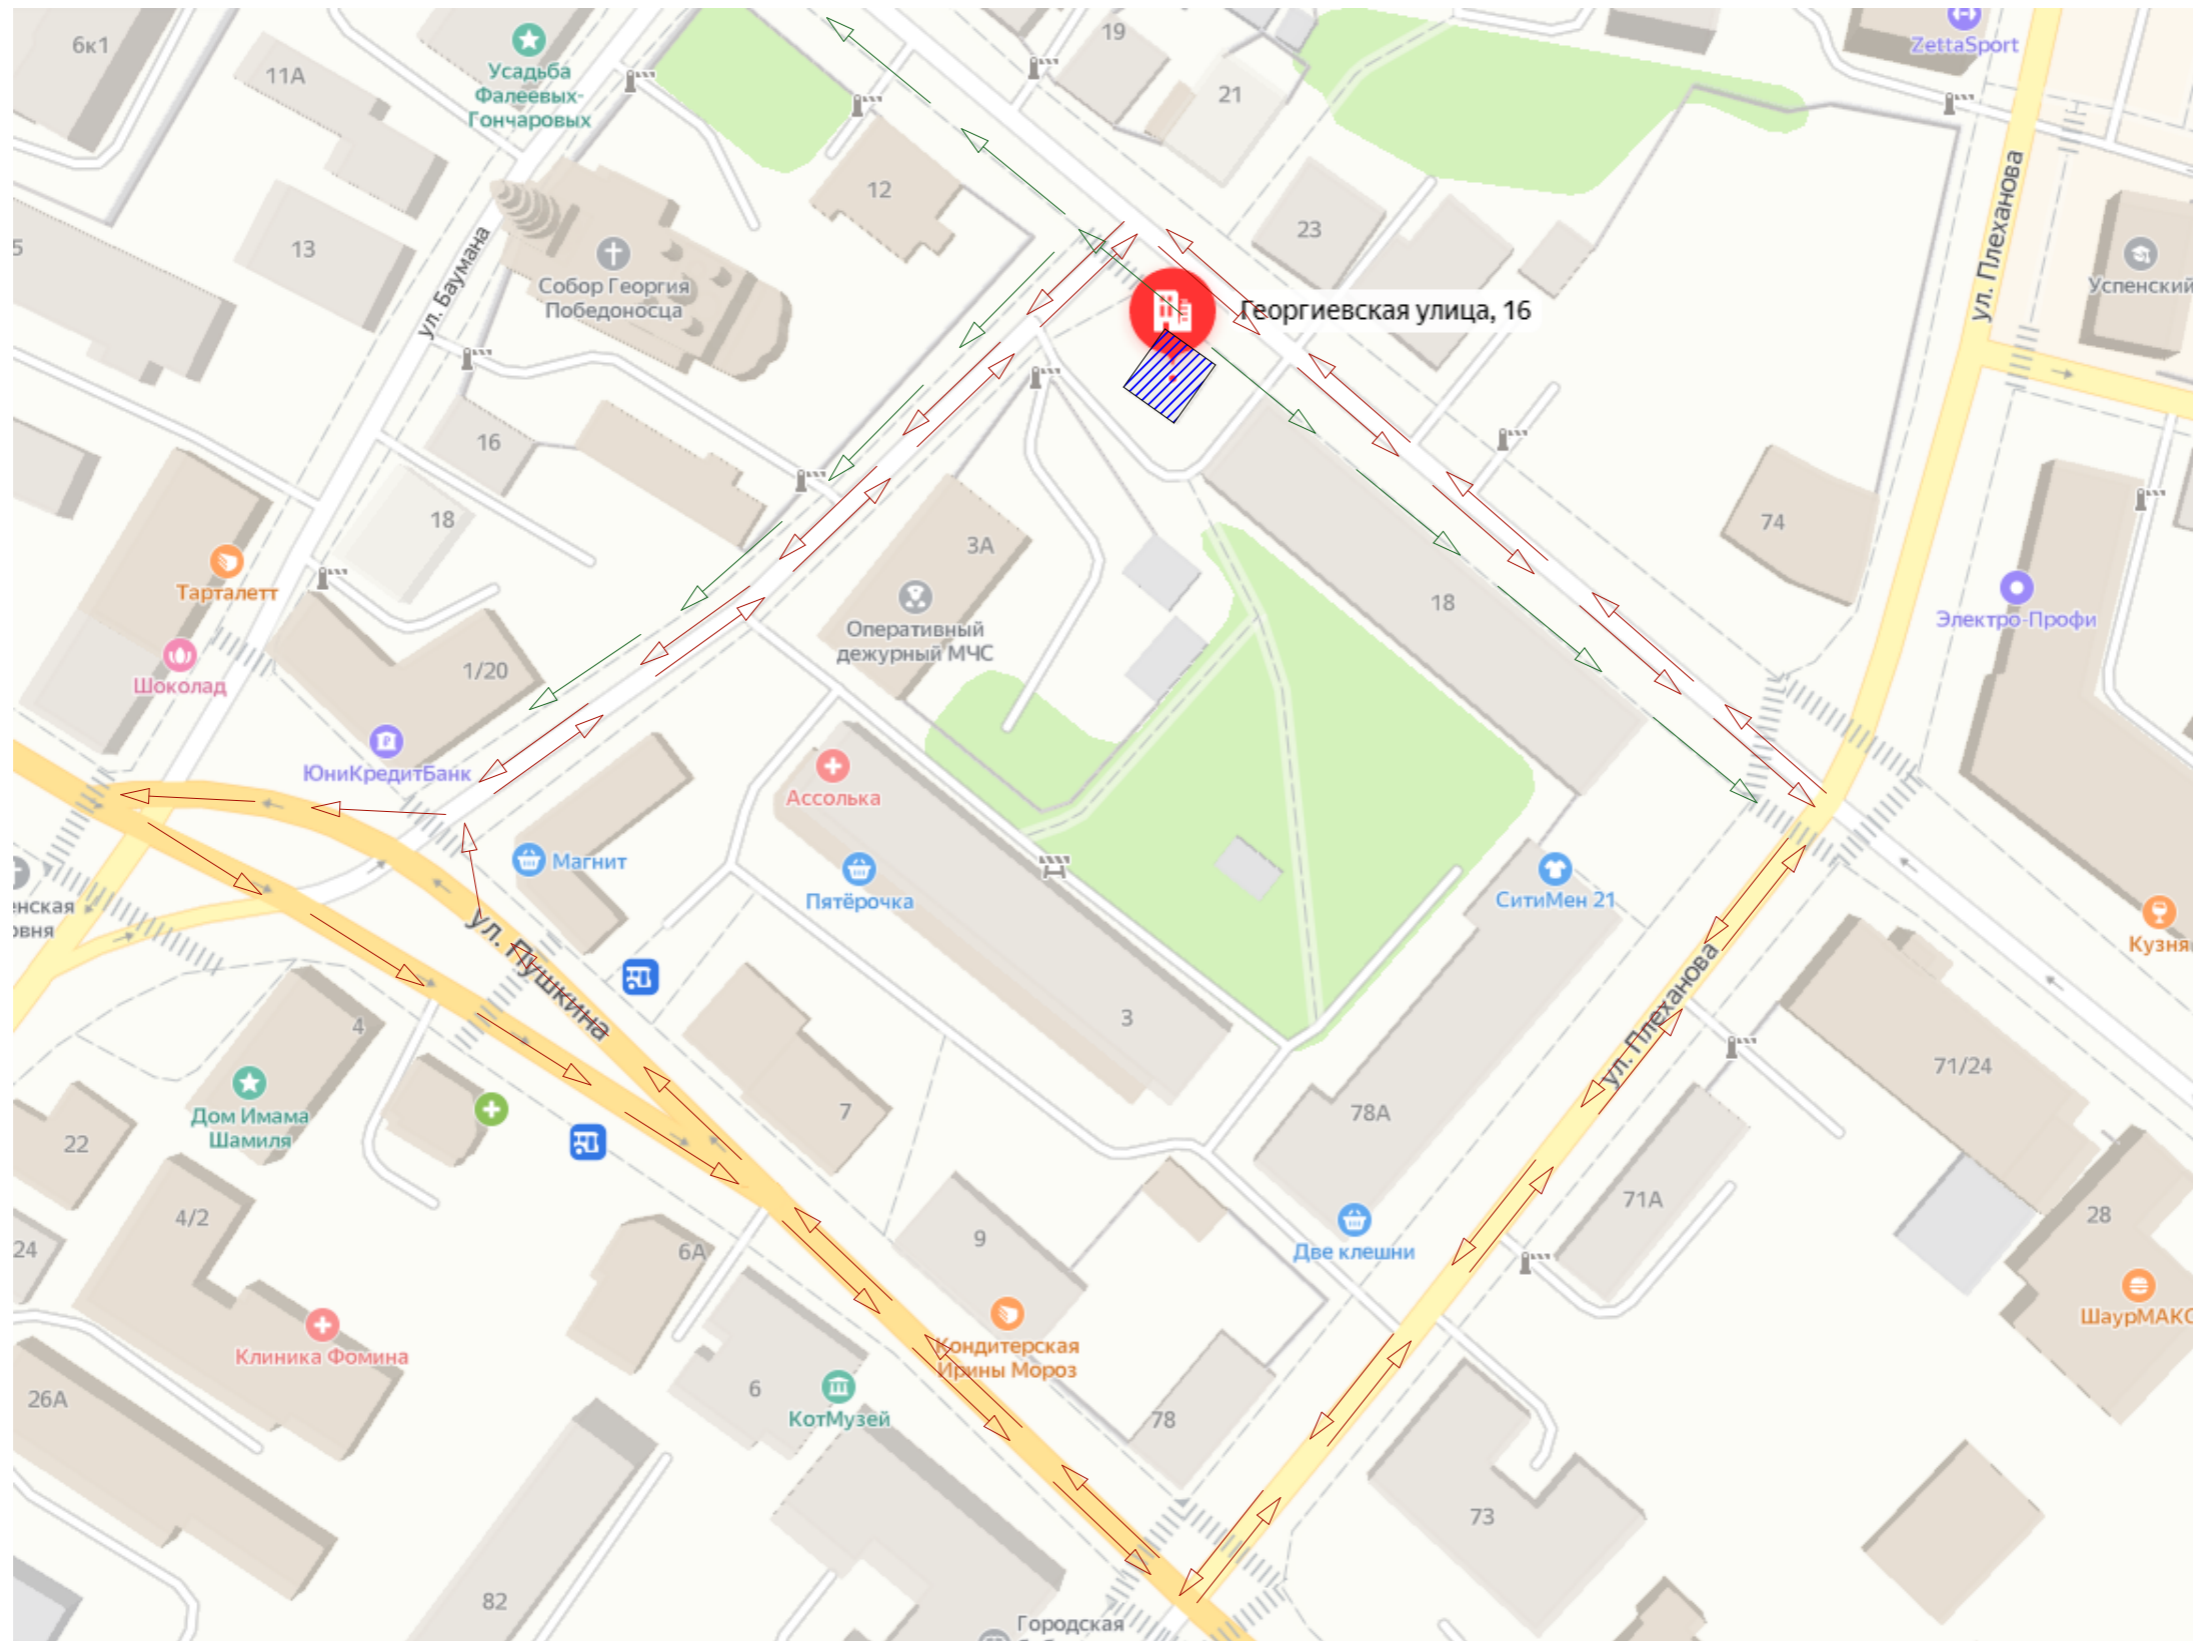 6к1
11А
Усадьба
Фалеевых-
Гончаровых
19
21
ZettaSport
12
23
13
5
ул. Баумана
Собор Георгия
Победоносца
Георгиевская улица, 16
ул. Плеханова
Успенский
16
18
3А
74
Тарталетт
Оперативный
дежурный МЧС
18
Электро-Профи
1/20
Шоколад
ЮниКредитБанк
Ассолька
Магнит
Пятёрочка
СитиМен 21
Кузня
ул. Пушкина
ул. Плеханова
3
4
7
78А
71/24
Дом Имама
Шамиля
22
4/2
24
6А
9
Две клешни
71А
28
ШаурМАКС
Клиника Фомина
Кондитерская
Ирины Мороз
26А
6
КотМузей
78
73
82
Городская